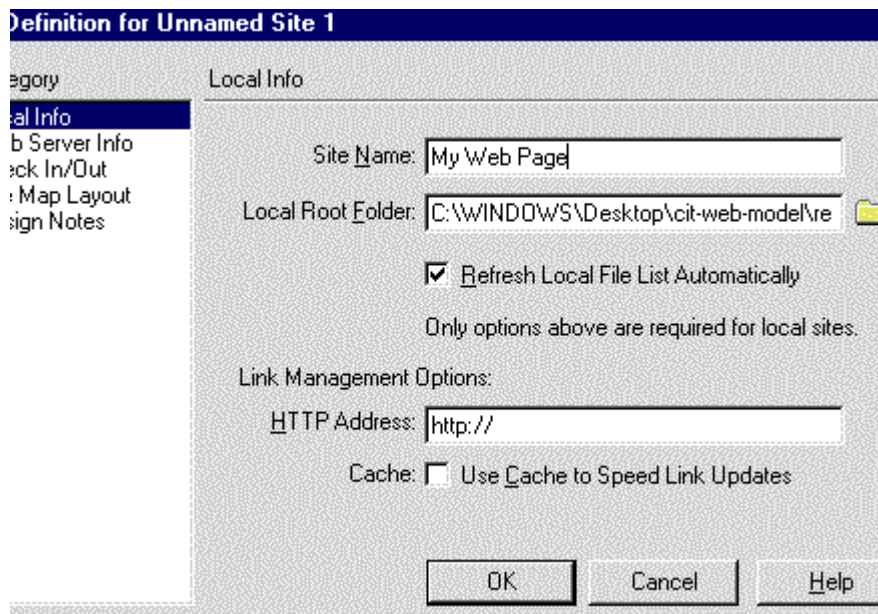 Definition for Unnamed Site 1
egory
Local Info
cal Info
b Server Info
eck In/Out
e Map Layout
sign Notes
Site Name: My Web Page
Local Root Folder: C:\WINDOWS\Desktop\cit-web-model\re
Refresh Local File List Automatically
Only options above are required for local sites.
Link Management Options:
HTTP Address: http://
Cache: Use Cache to Speed Link Updates
OK Cancel Help